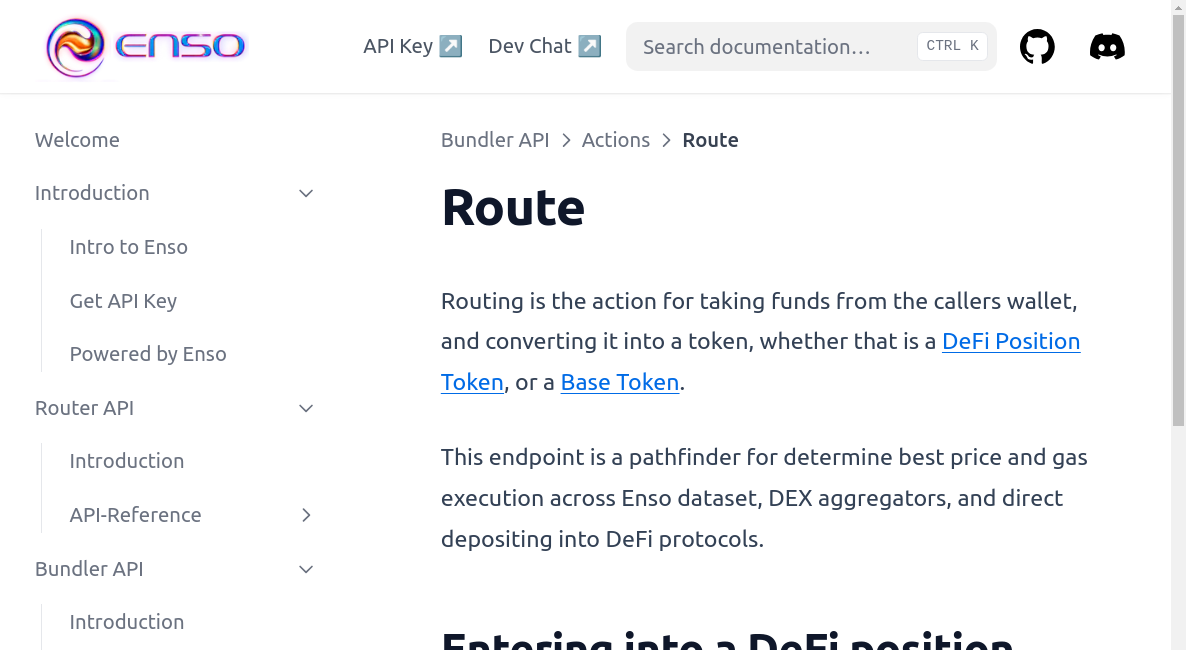 ENSO
API Key ↗ Dev Chat ↗ Search documentation… CTRL K
Welcome
Introduction
Intro to Enso
Get API Key
Powered by Enso
Router API
Introduction
API-Reference
Bundler API
Introduction
Bundler API > Actions > Route
Route
Routing is the action for taking funds from the callers wallet,
and converting it into a token, whether that is a DeFi Position
Token, or a Base Token.
This endpoint is a pathfinder for determine best price and gas
execution across Enso dataset, DEX aggregators, and direct
depositing into DeFi protocols.
Entering into a DeFi position